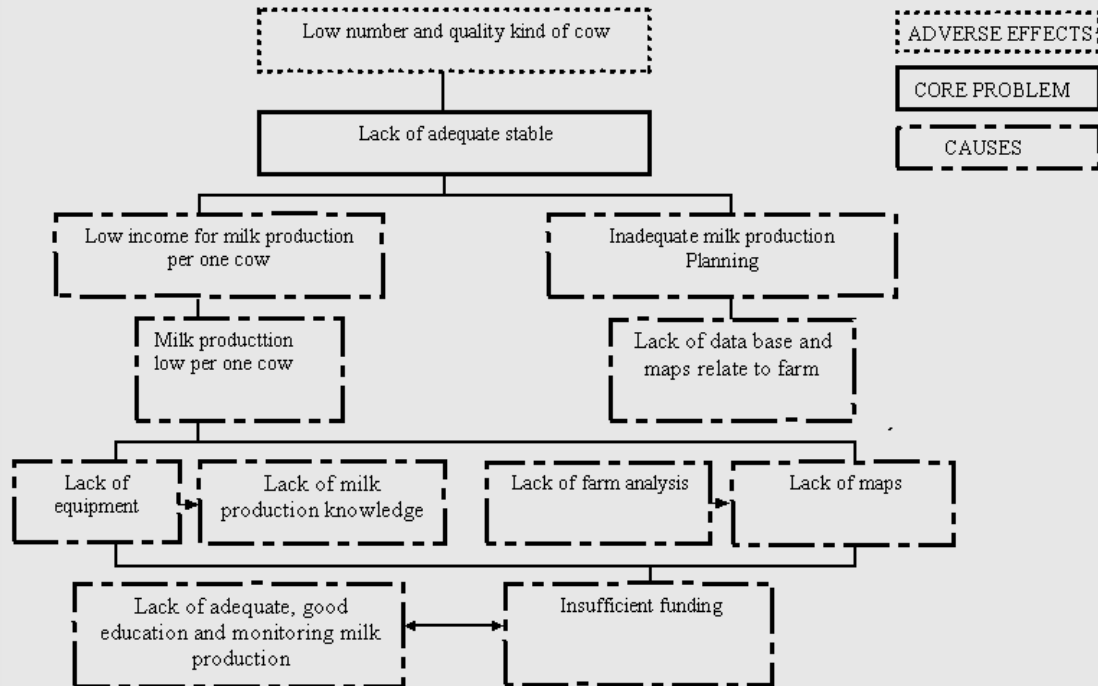 Low number and quality kind of cow
ADVERSE EFFECTS
CORE PROBLEM
CAUSES
Lack of adequate stable
Low income for milk production
per one cow
Inadequate milk production
Planning
Milk producttion
low per one cow
Lack of data base and
maps relate to farm
Lack of
equipment
Lack of milk
production knowledge
Lack of farm analysis
Lack of maps
Lack of adequate, good
education and monitoring milk
production
Insufficient funding